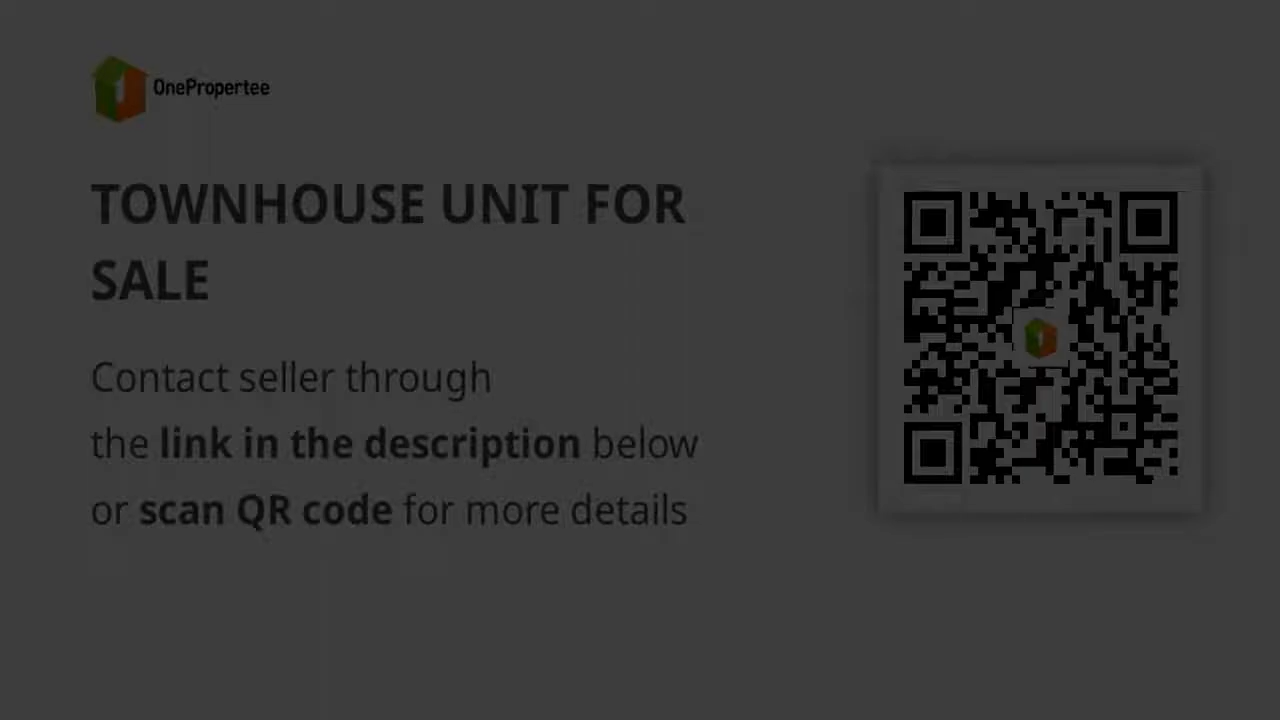 OnePropertee
TOWNHOUSE UNIT FOR
SALE
Contact seller through
the link in the description below
or scan QR code for more details